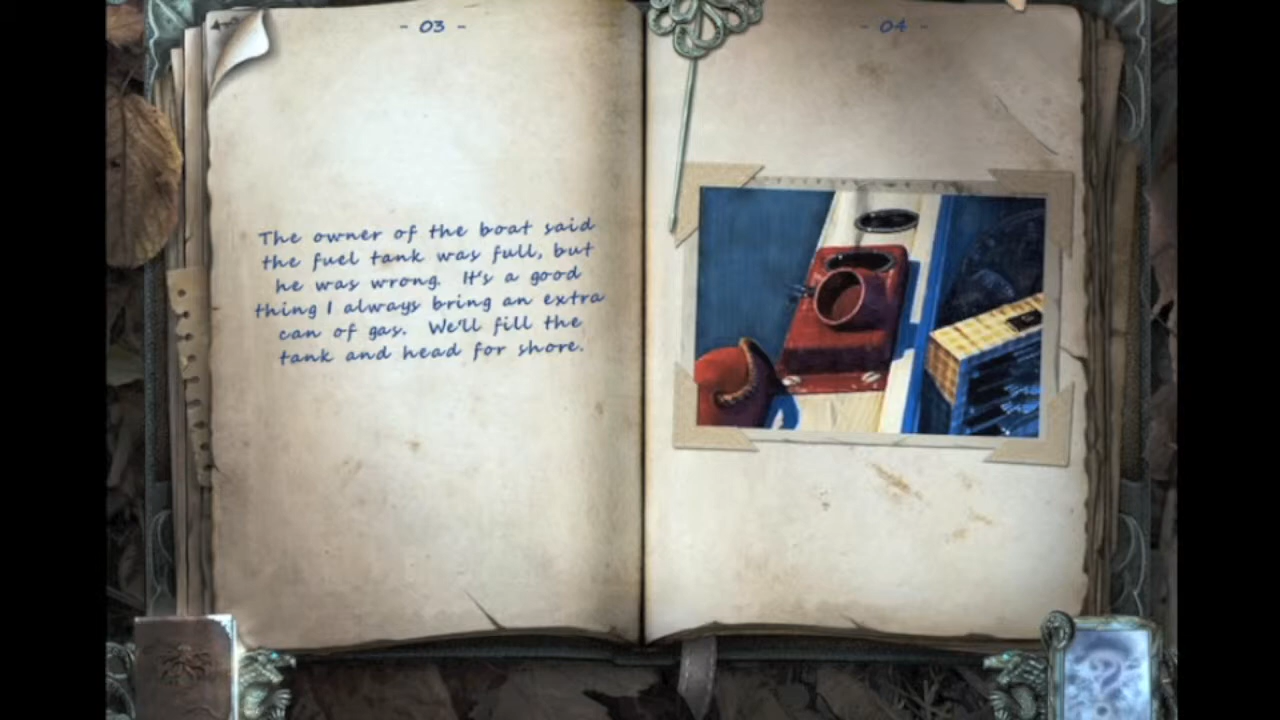 - 03 -
- 04 -
The owner of the boat said
the fuel tank was full, but
he was wrong. It's a good
thing I always bring an extra
can of gas. We'll fill the
tank and head for shore.
?